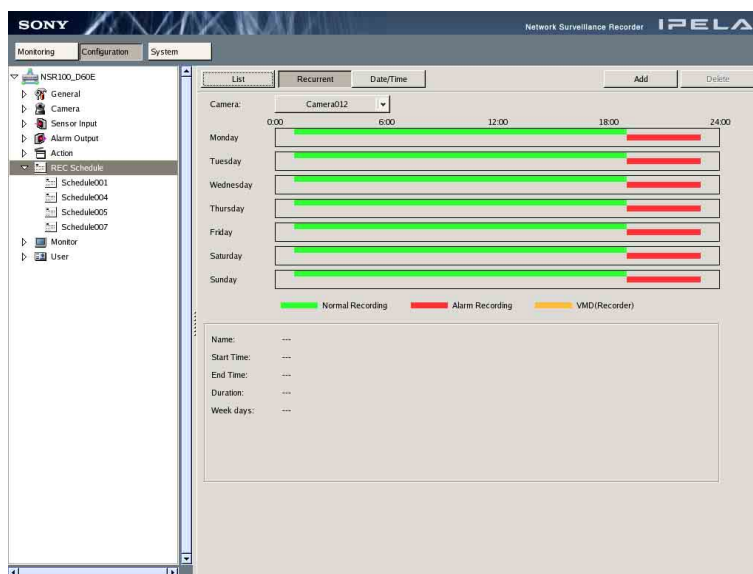 SONY
Network Surveillance Recorder IPELA
Monitoring Configuration System
NSR100_D60E
General
Camera
Sensor Input
Alarm Output
Action
REC Schedule
Schedule001
Schedule004
Schedule005
Schedule007
Monitor
User
List Recurrent Date/Time Add Delete
Camera: Camera012
0:00 6:00 12:00 18:00 24:00
Monday
Tuesday
Wednesday
Thursday
Friday
Saturday
Sunday
Normal Recording Alarm Recording VMD(Recorder)
Name: ---
Start Time: ---
End Time: ---
Duration: ---
Week days: ---